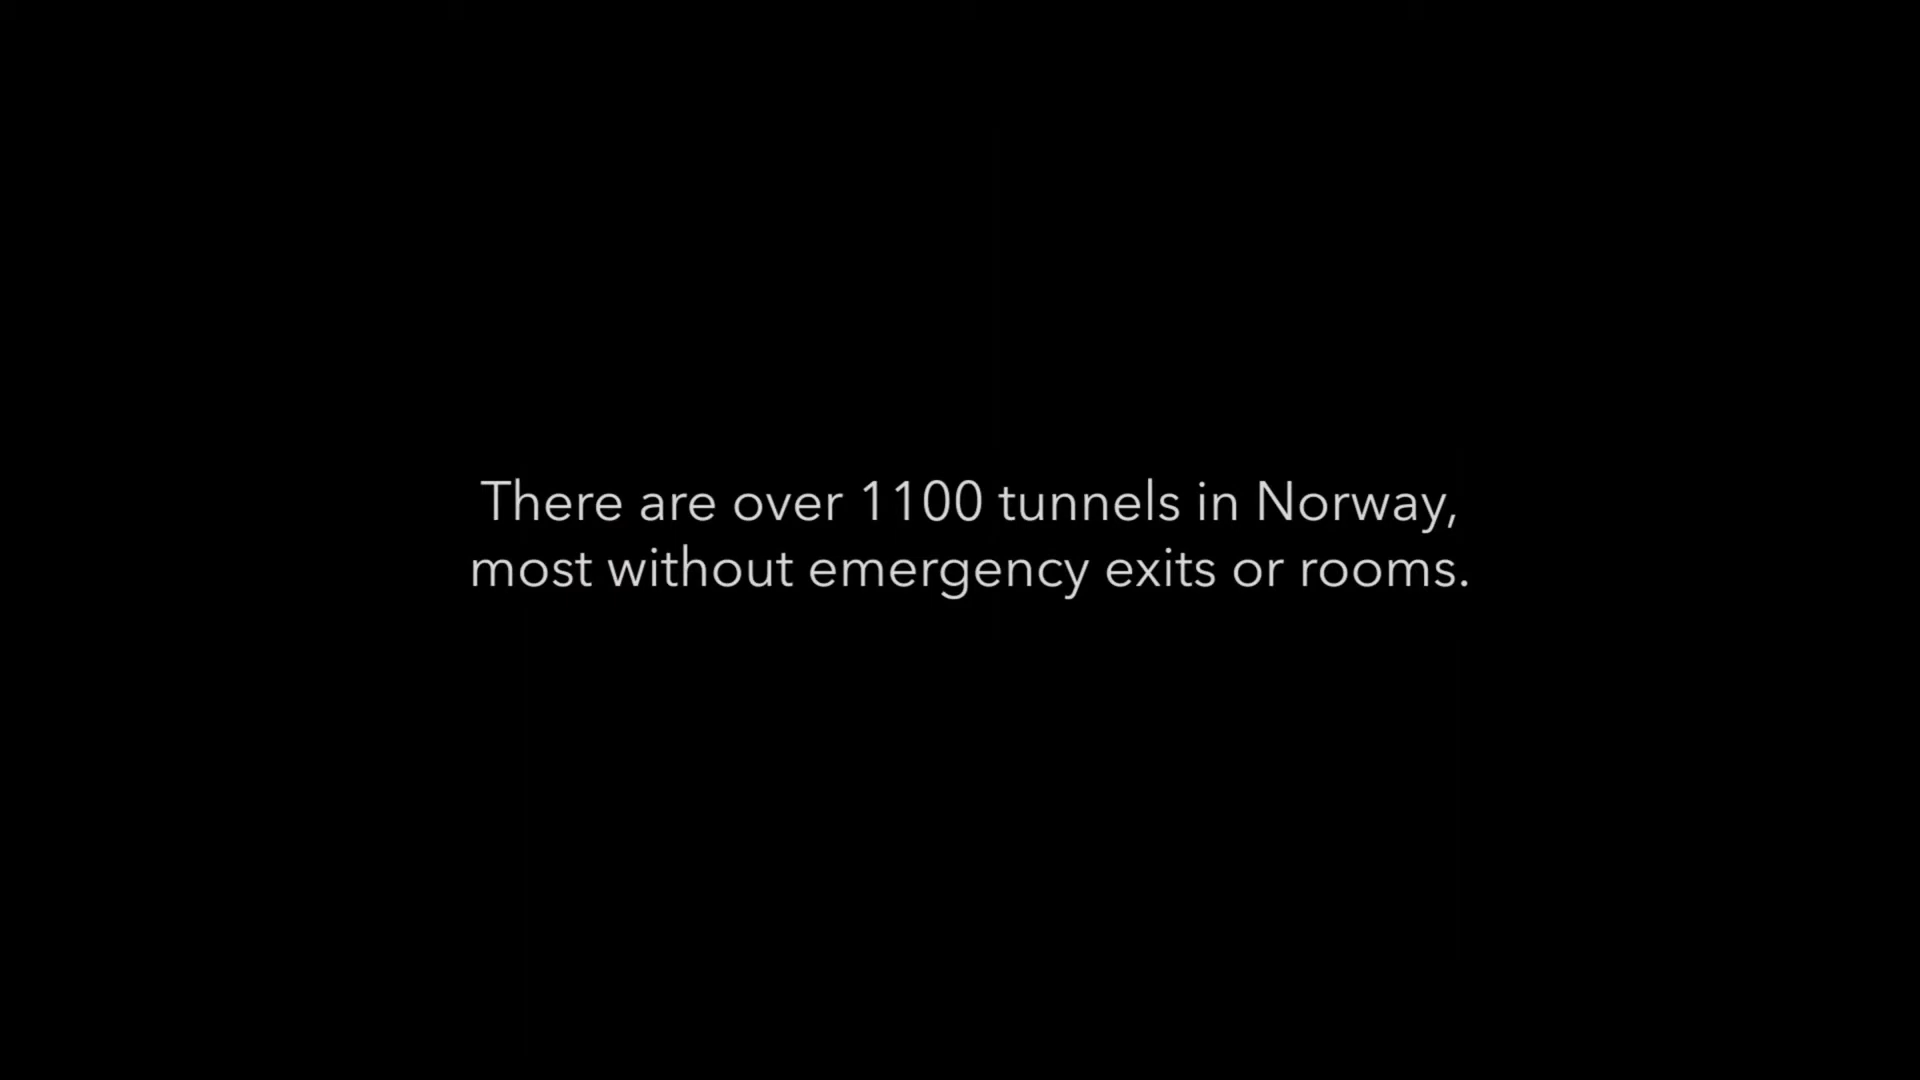 There are over 1100 tunnels in Norway,
most without emergency exits or rooms.